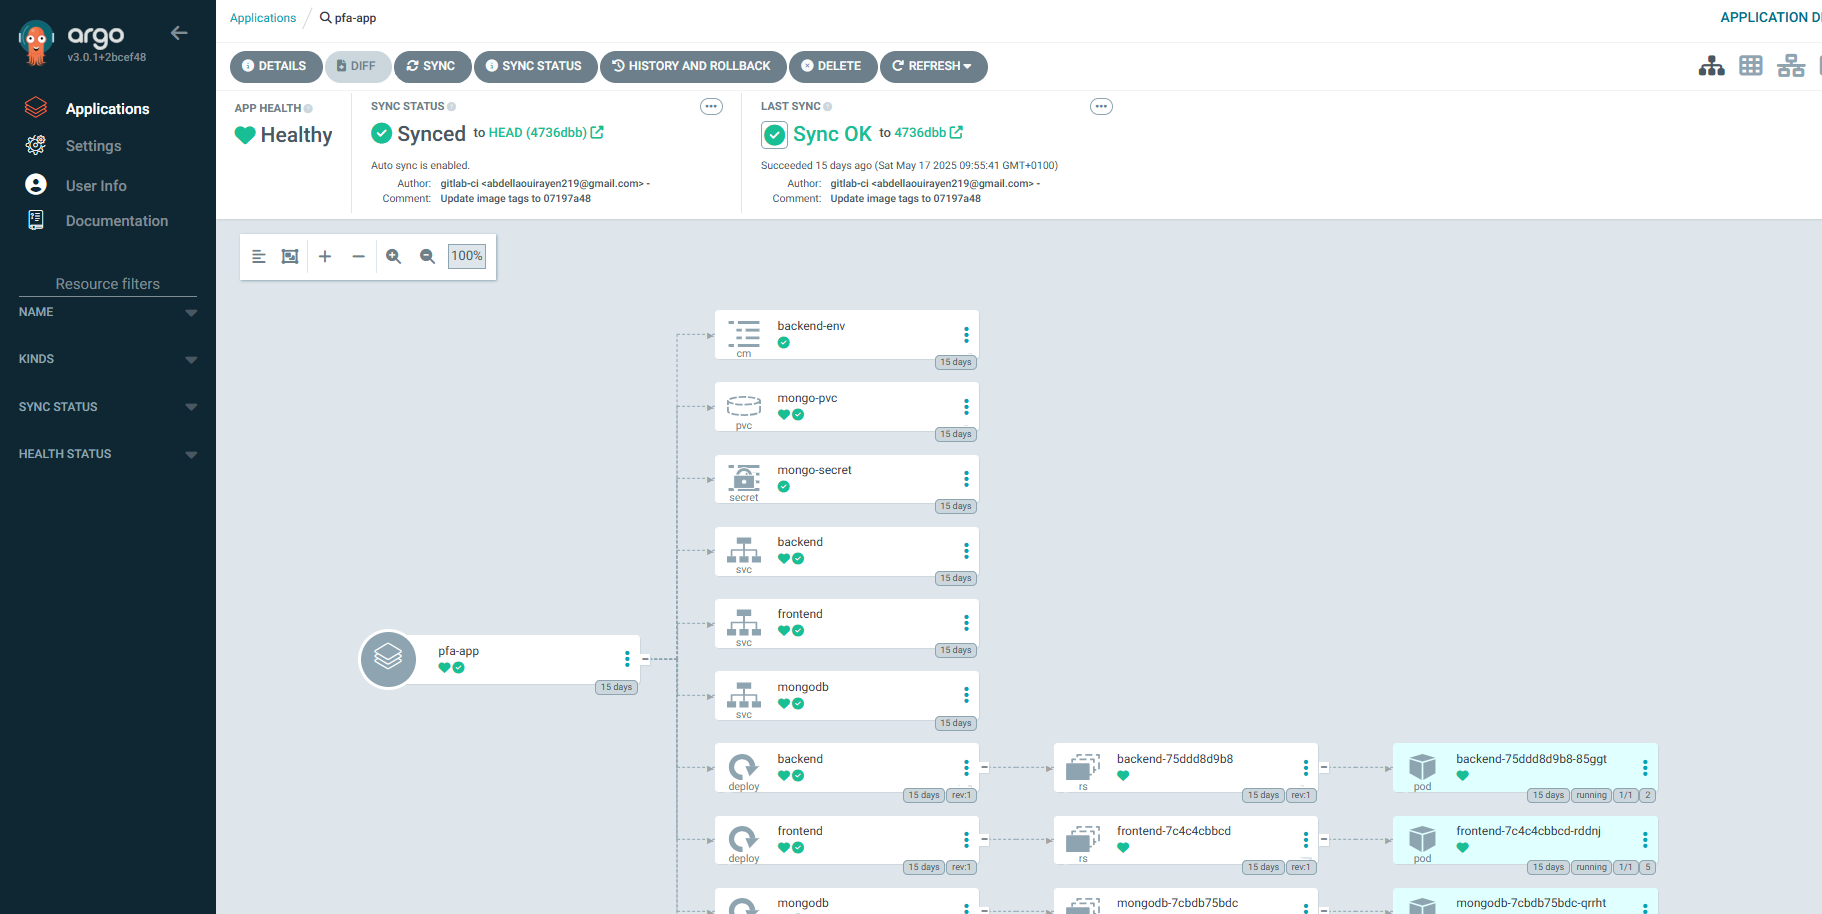 argo
v3.0.1+2bcef48
Applications
Settings
User Info
Documentation
Resource filters
NAME
KINDS
SYNC STATUS
HEALTH STATUS
Applications / pfa-app
APPLICATION
DETAILS DIFF SYNC SYNC STATUS HISTORY AND ROLLBACK DELETE REFRESH
APP HEALTH
Healthy
SYNC STATUS
Synced to HEAD (4736dbb)
Auto sync is enabled.
Author: gitlab-ci <abdellaouirayen219@gmail.com> -
Comment: Update image tags to 07197a48
LAST SYNC
Sync OK to 4736dbb
Succeeded 15 days ago (Sat May 17 2025 09:55:41 GMT+0100)
Author: gitlab-ci <abdellaouirayen219@gmail.com> -
Comment: Update image tags to 07197a48
100%
pfa-app
15 days
backend-env
cm
15 days
mongo-pvc
pvc
15 days
mongo-secret
secret
15 days
backend
svc
15 days
frontend
svc
15 days
mongodb
svc
15 days
backend
deploy
15 days rev:1
backend-75ddd8d9b8
rs
15 days rev:1
backend-75ddd8d9b8-85ggt
pod
15 days running 1/1 2
frontend
deploy
15 days rev:1
frontend-7c4c4cbbcd
rs
15 days rev:1
frontend-7c4c4cbbcd-rddnj
pod
15 days running 1/1 5
mongodb
mongodb-7cbdb75bdc
mongodb-7cbdb75bdc-qrrht